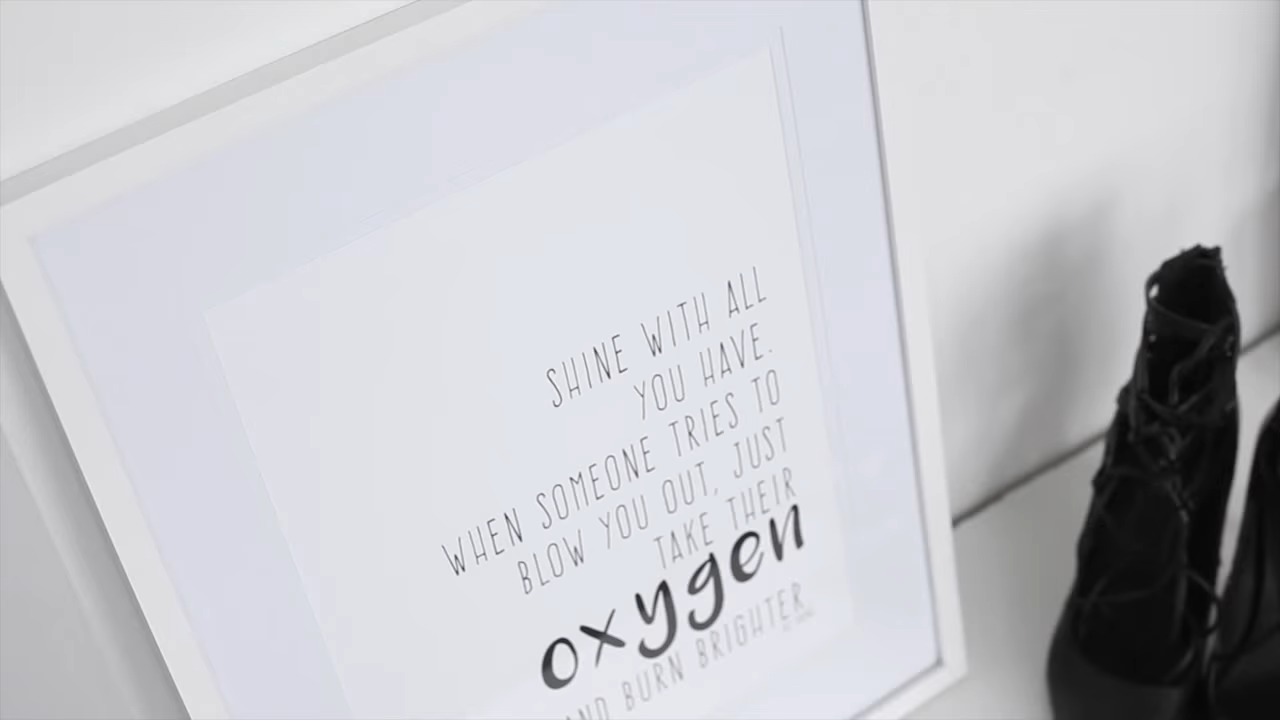 SHINE WITH ALL
YOU HAVE.
WHEN SOMEONE TRIES TO
BLOW YOU OUT, JUST
TAKE THEIR
oxygen
AND BURN BRIGHTER